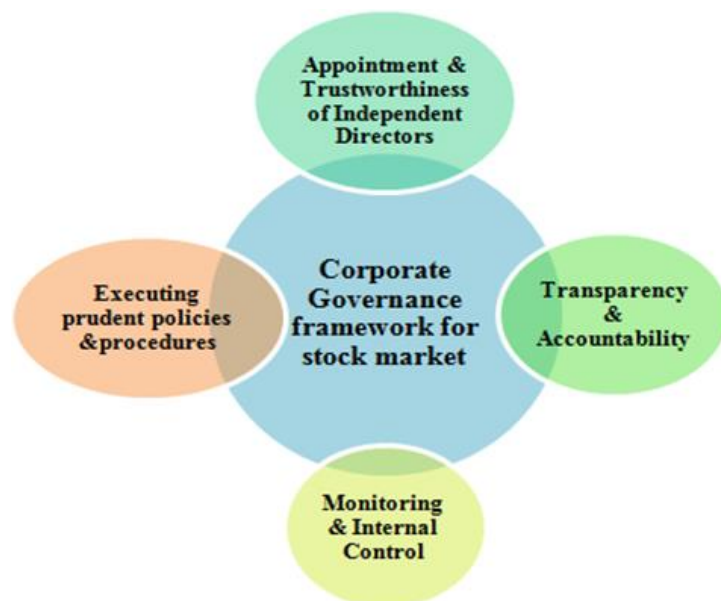 Appointment &
Trustworthiness
of Independent
Directors
Corporate
Governance
framework for
stock market
Executing
prudent policies
&procedures
Transparency
&
Accountability
Monitoring
& Internal
Control